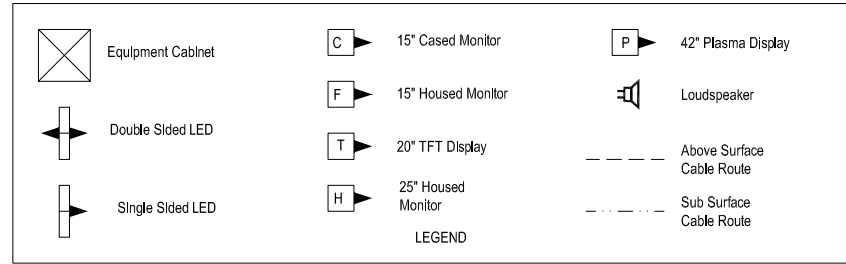 Equipment Cabinet
Double Sided LED
Single Sided LED
C 15" Cased Monitor
F 15" Housed Monitor
T 20" TFT Display
H 25" Housed
Monitor
LEGEND
P 42" Plasma Display
Loudspeaker
Above Surface
Cable Route
Sub Surface
Cable Route